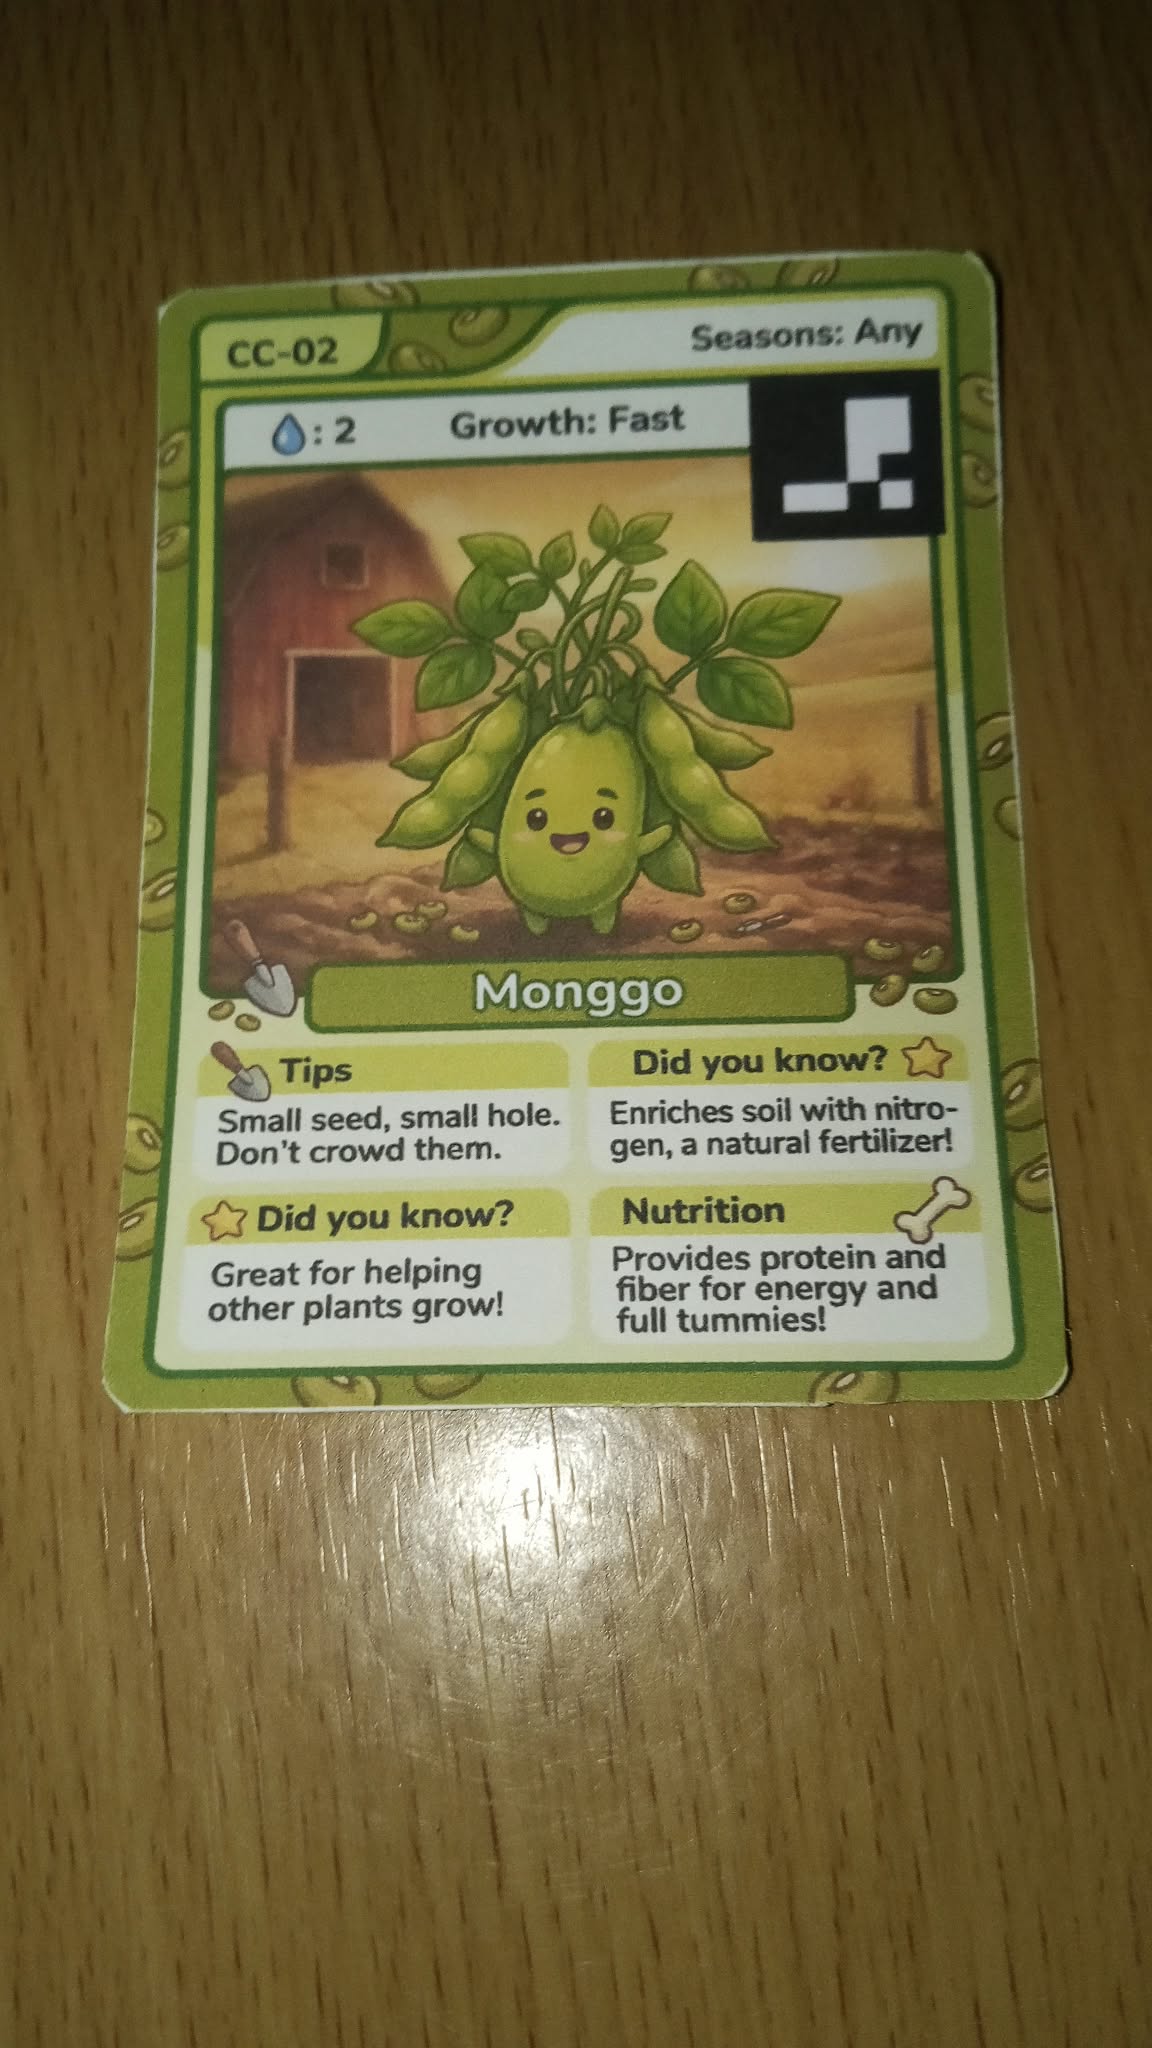 CC-02
Seasons: Any
: 2
Growth: Fast
Monggo
Tips
Small seed, small hole.
Don't crowd them.
Did you know?
Enriches soil with nitro-
gen, a natural fertilizer!
Did you know?
Great for helping
other plants grow!
Nutrition
Provides protein and
fiber for energy and
full tummies!